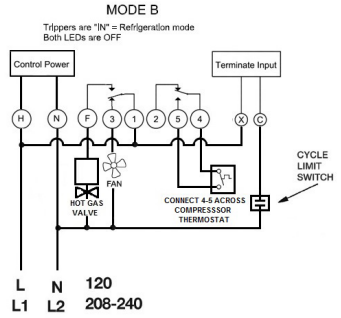 MODE B
Trippers are "IN" = Refrigeration mode
Both LEDs are OFF
Control Power
Terminate Input
H
N
F
3
1
2
5
4
X
C
FAN
HOT GAS
VALVE
CONNECT 4-5 ACROSS
COMPRESSSOR
THERMOSTAT
CYCLE
LIMIT
SWITCH
L N 120
L1 L2 208-240